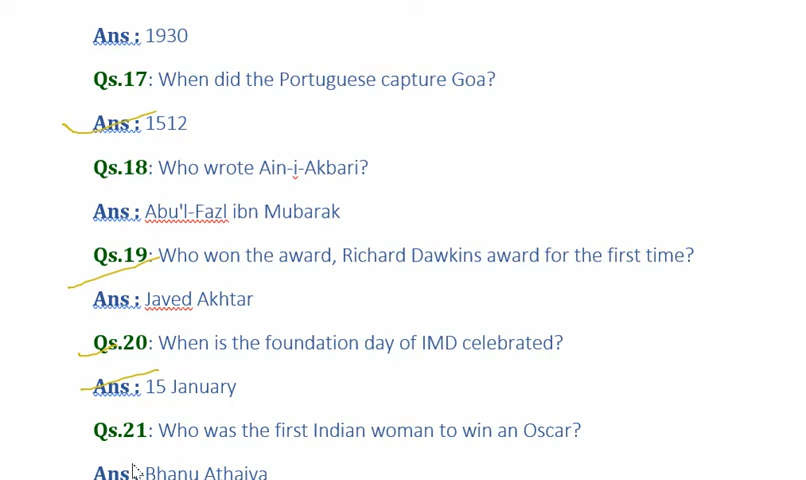 Ans : 1930
Qs.17: When did the Portuguese capture Goa?
Ans : 1512
Qs.18: Who wrote Ain-i-Akbari?
Ans : Abu'l-Fazl ibn Mubarak
Qs.19: Who won the award, Richard Dawkins award for the first time?
Ans : Javed Akhtar
Qs.20: When is the foundation day of IMD celebrated?
Ans : 15 January
Qs.21: Who was the first Indian woman to win an Oscar?
Ans : Bhanu Athaiya